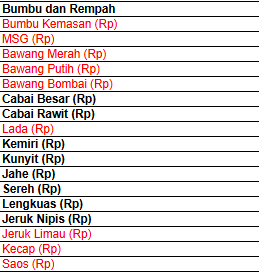 Bumbu dan Rempah
Bumbu Kemasan (Rp)
MSG (Rp)
Bawang Merah (Rp)
Bawang Putih (Rp)
Bawang Bombai (Rp)
Cabai Besar (Rp)
Cabai Rawit (Rp)
Lada (Rp)
Kemiri (Rp)
Kunyit (Rp)
Jahe (Rp)
Sereh (Rp)
Lengkuas (Rp)
Jeruk Nipis (Rp)
Jeruk Limau (Rp)
Kecap (Rp)
Saos (Rp)